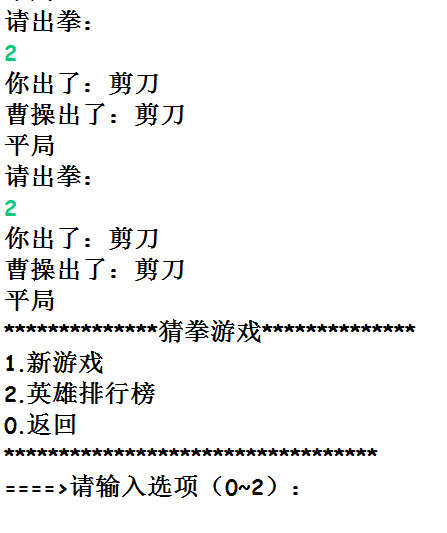 请出拳：
2
你出了：剪刀
曹操出了：剪刀
平局
请出拳：
2
你出了：剪刀
曹操出了：剪刀
平局
**************猜拳游戏**************
1.新游戏
2.英雄排行榜
0.返回
**********************************
====>请输入选项（0~2）：